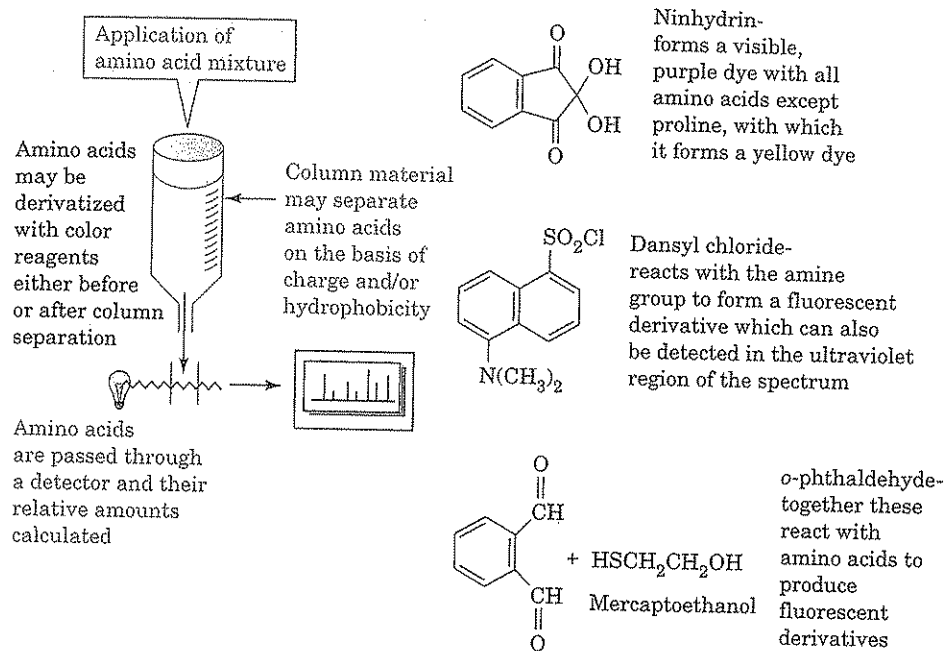 Application of
amino acid mixture
Amino acids
may be
derivatized
with color
reagents
either before
or after column
separation
Column material
may separate
amino acids
on the basis of
charge and/or
hydrophobicity
Amino acids
are passed through
a detector and their
relative amounts
calculated
O
OH
OH
O
Ninhydrin-
forms a visible,
purple dye with all
amino acids except
proline, with which
it forms a yellow dye
SO₂Cl
N(CH₃)₂
Dansyl chloride-
reacts with the amine
group to form a fluorescent
derivative which can also
be detected in the ultraviolet
region of the spectrum
O
CH
CH
O
+ HSCH₂CH₂OH
Mercaptoethanol
o-phthaldehyde-
together these
react with
amino acids to
produce
fluorescent
derivatives